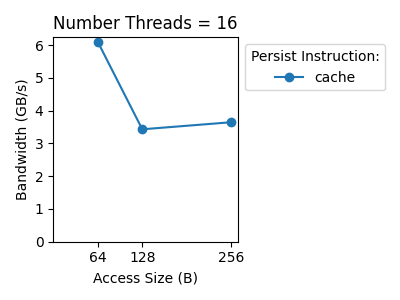 Number Threads = 16
Persist Instruction:
cache
Bandwidth (GB/s)
6
5
4
3
2
1
0
64 128 256
Access Size (B)